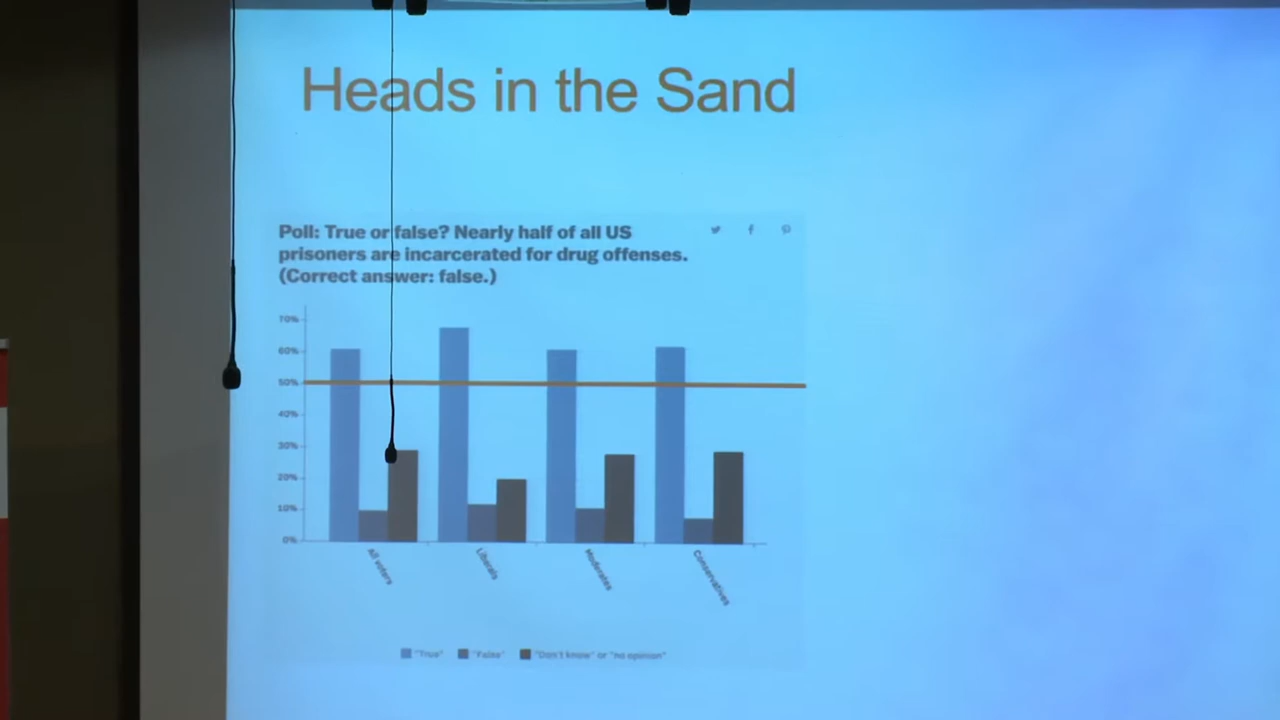 Heads in the Sand
Poll: True or false? Nearly half of all US
prisoners are incarcerated for drug offenses.
(Correct answer: false.)
70%
60%
50%
40%
30%
20%
10%
0%
All voters
Liberals
Moderates
Conservatives
"True" "False" "Don't know" or "no opinion"